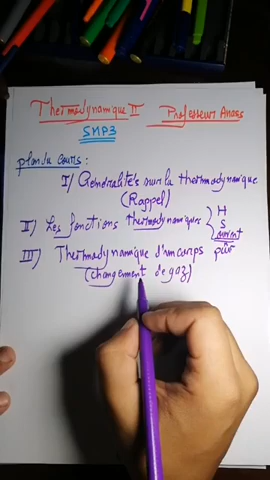 Thermodynamique II Professeur Anass
SMP3
plan du cours :
I/ Généralités sur la thermodynamique
(Rappel)
II) Les fonctions thermodynamiques { H
S
III) Thermodynamique d'un corps pur
(changement de gaz)